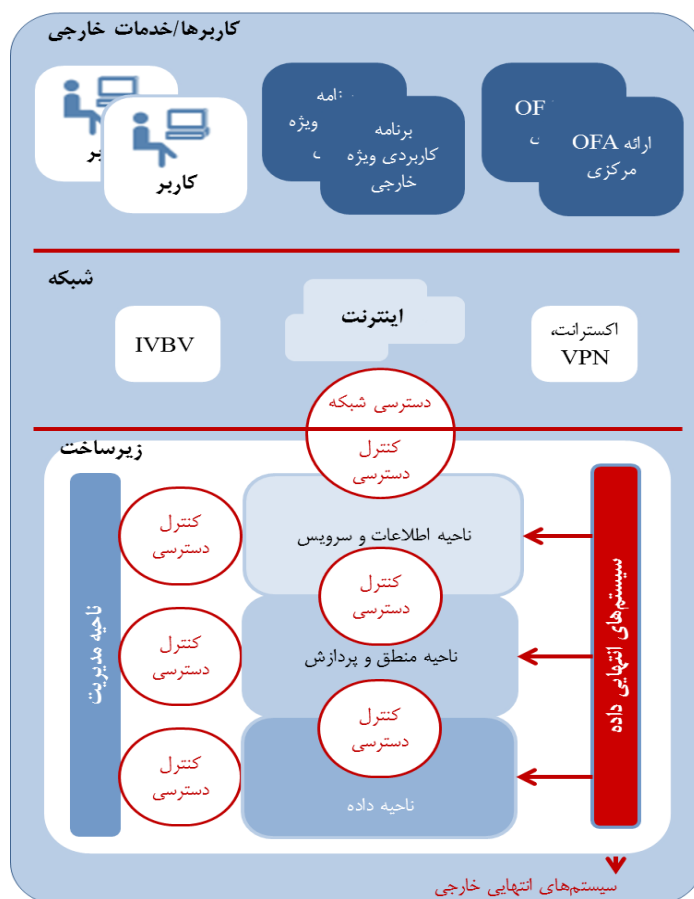 کاربرها/خدمات خارجی
کاربر
برنامه
ویژه
برنامه
کاربردی ویژه
خارجی
OF
ارائه OFA
مرکزی
شبکه
اینترنت
IVBV
اکسترانت،
VPN
دسترسی شبکه
کنترل
دسترسی
زیرساخت
ناحیه اطلاعات و سرویس
کنترل
دسترسی
کنترل
دسترسی
ناحیه منطق و پردازش
کنترل
دسترسی
کنترل
دسترسی
ناحیه داده
کنترل
دسترسی
ناحیه مدیریت
سیستم‌های انتهایی داده
سیستم‌های انتهایی خارجی